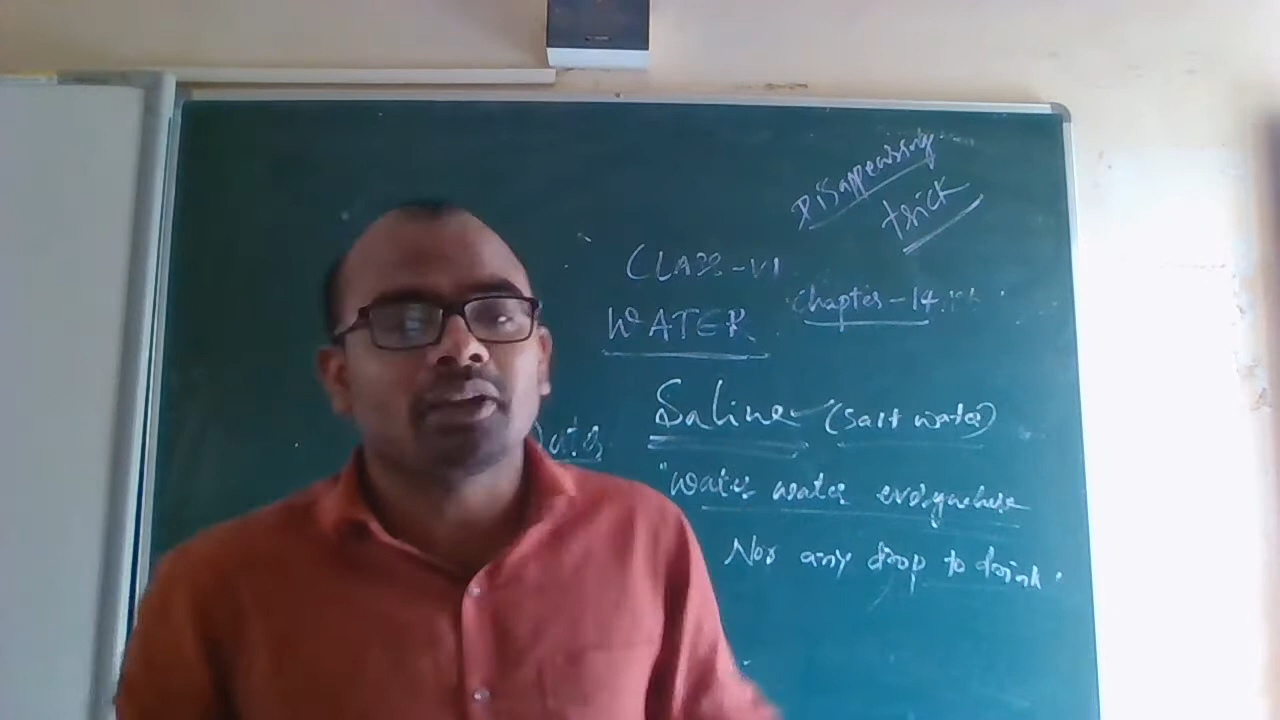 Disappearing
trick
CLASS-VI
WATER
Chapter-14
Saline (salt water)
"Water water everywhere
Nor any drop to drink.